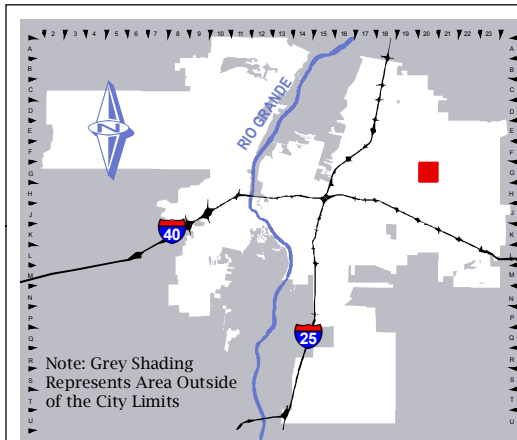 2 3 4 5 6 7 8 9 10 11 12 13 14 15 16 17 18 19 20 21 22 23
A A
B B
C C
D D
E E
F F
G G
H H
J J
K K
L L
M M
N N
P P
Q Q
R R
S S
T T
U U
N
RIO GRANDE
40
25
Note: Grey Shading
Represents Area Outside
of the City Limits